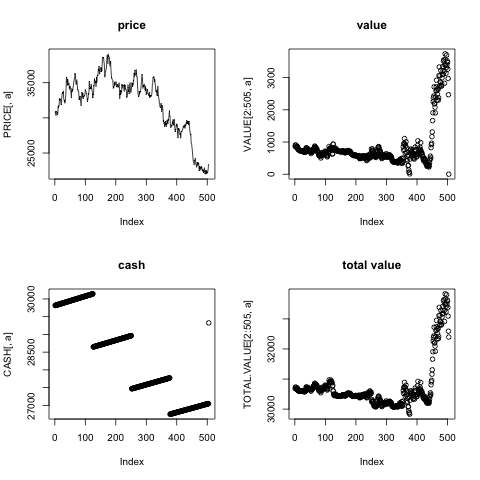 price
PRICE[, a]
35000
25000
0 100 200 300 400 500
Index
value
VALUE[2:505, a]
3000
2000
1000
0
0 100 200 300 400 500
Index
cash
CASH[, a]
30000
28500
27000
0 100 200 300 400 500
Index
total value
TOTAL.VALUE[2:505, a]
32000
30000
0 100 200 300 400 500
Index